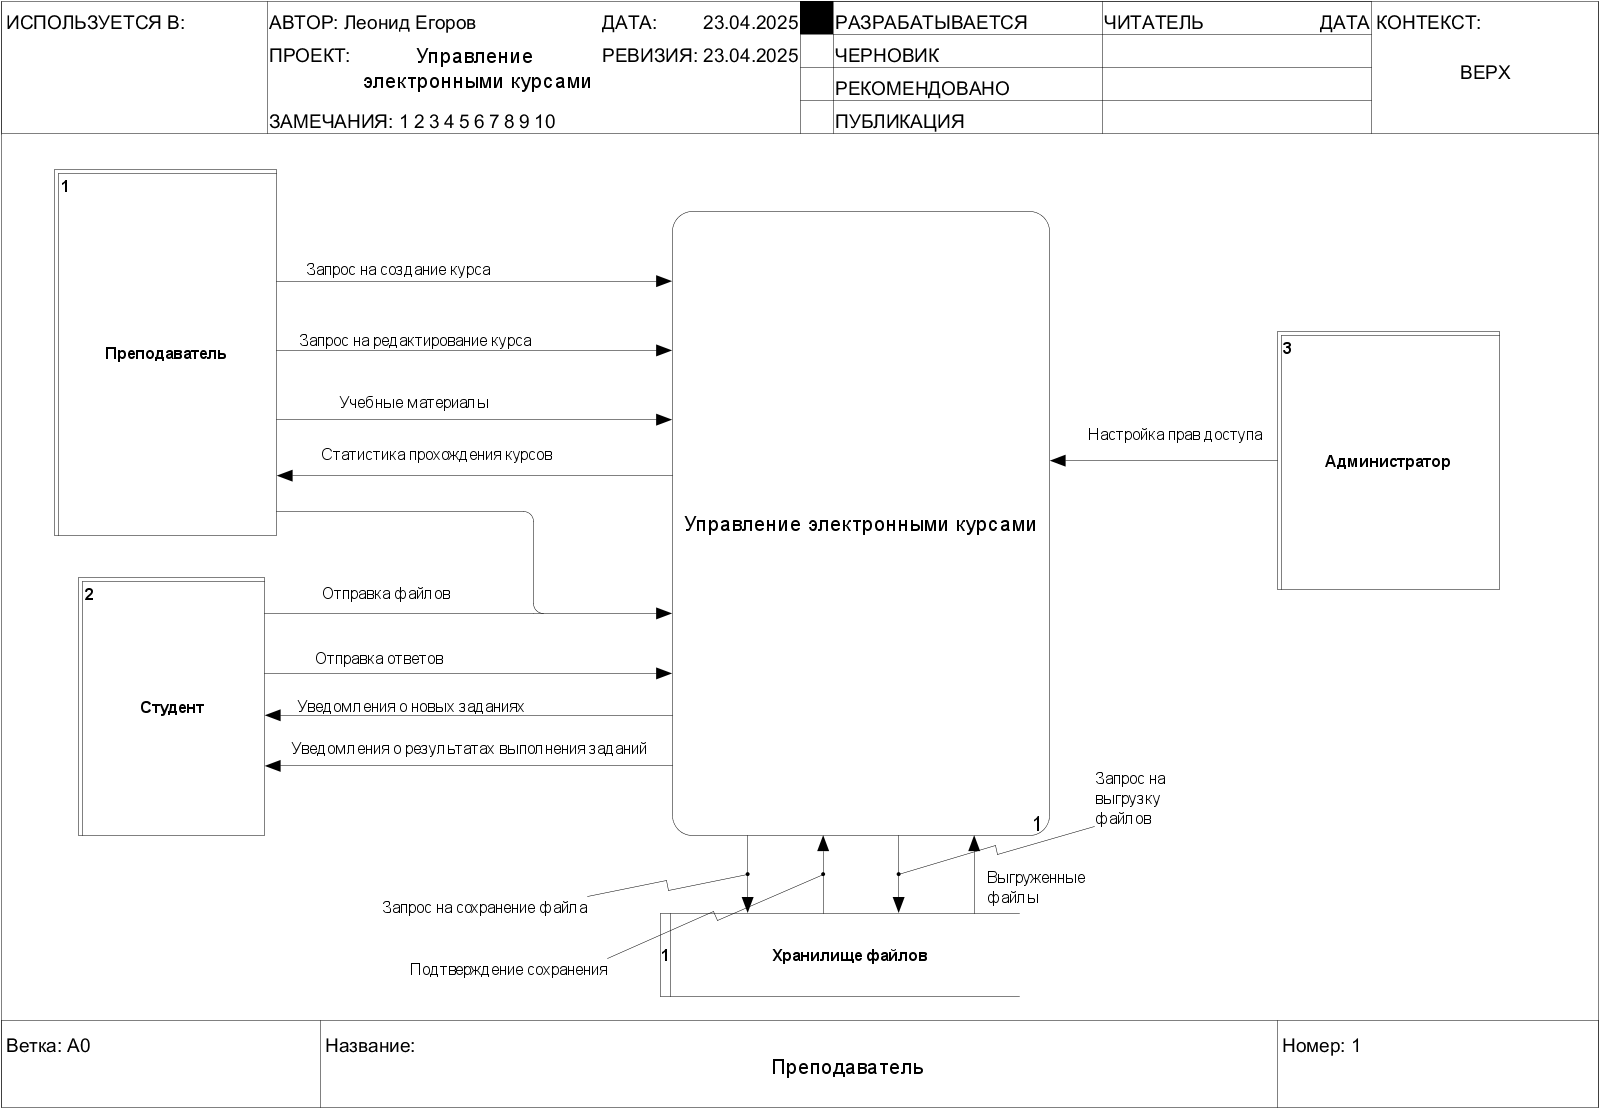 ИСПОЛЬЗУЕТСЯ В:
АВТОР: Леонид Егоров
ДАТА: 23.04.2025
ПРОЕКТ: Управление
электронными курсами
РЕВИЗИЯ: 23.04.2025
ЗАМЕЧАНИЯ: 1 2 3 4 5 6 7 8 9 10
РАЗРАБАТЫВАЕТСЯ
ЧЕРНОВИК
РЕКОМЕНДОВАНО
ПУБЛИКАЦИЯ
ЧИТАТЕЛЬ
ДАТА
КОНТЕКСТ:
ВЕРХ
1
Преподаватель
Запрос на создание курса
Запрос на редактирование курса
Учебные материалы
Статистика прохождения курсов
Управление электронными курсами
1
Настройка прав доступа
3
Администратор
2
Студент
Отправка файлов
Отправка ответов
Уведомления о новых заданиях
Уведомления о результатах выполнения заданий
Запрос на
выгрузку
файлов
Выгруженные
файлы
Запрос на сохранение файла
Подтверждение сохранения
1
Хранилище файлов
Ветка: A0
Название:
Преподаватель
Номер: 1